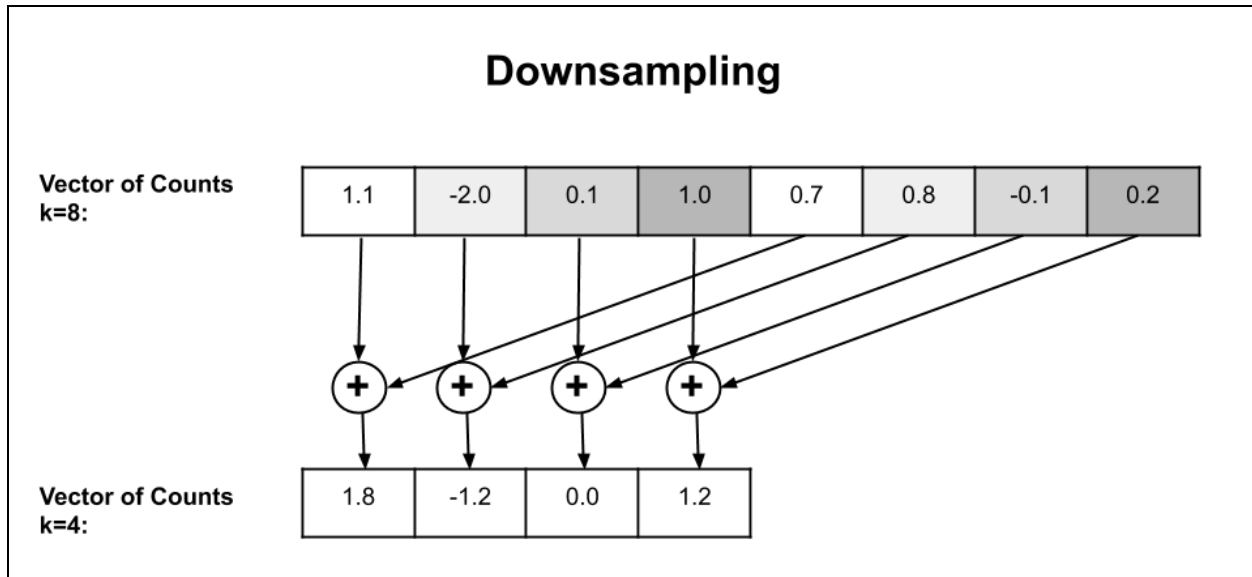 Downsampling
Vector of Counts
k=8:
1.1 -2.0 0.1 1.0 0.7 0.8 -0.1 0.2
+ + + +
Vector of Counts
k=4:
1.8 -1.2 0.0 1.2